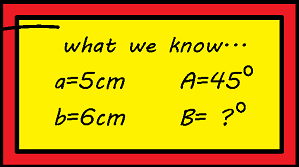 what we know...
a=5cm A=45°
b=6cm B= ?°